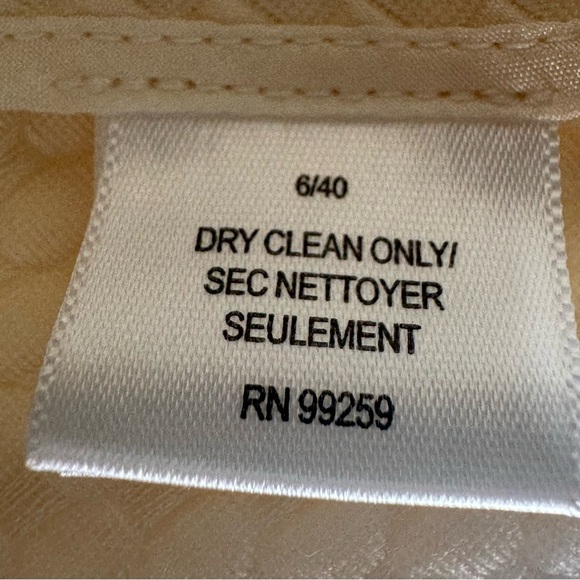 6/40
DRY CLEAN ONLY/
SEC NETTOYER
SEULEMENT
RN 99259